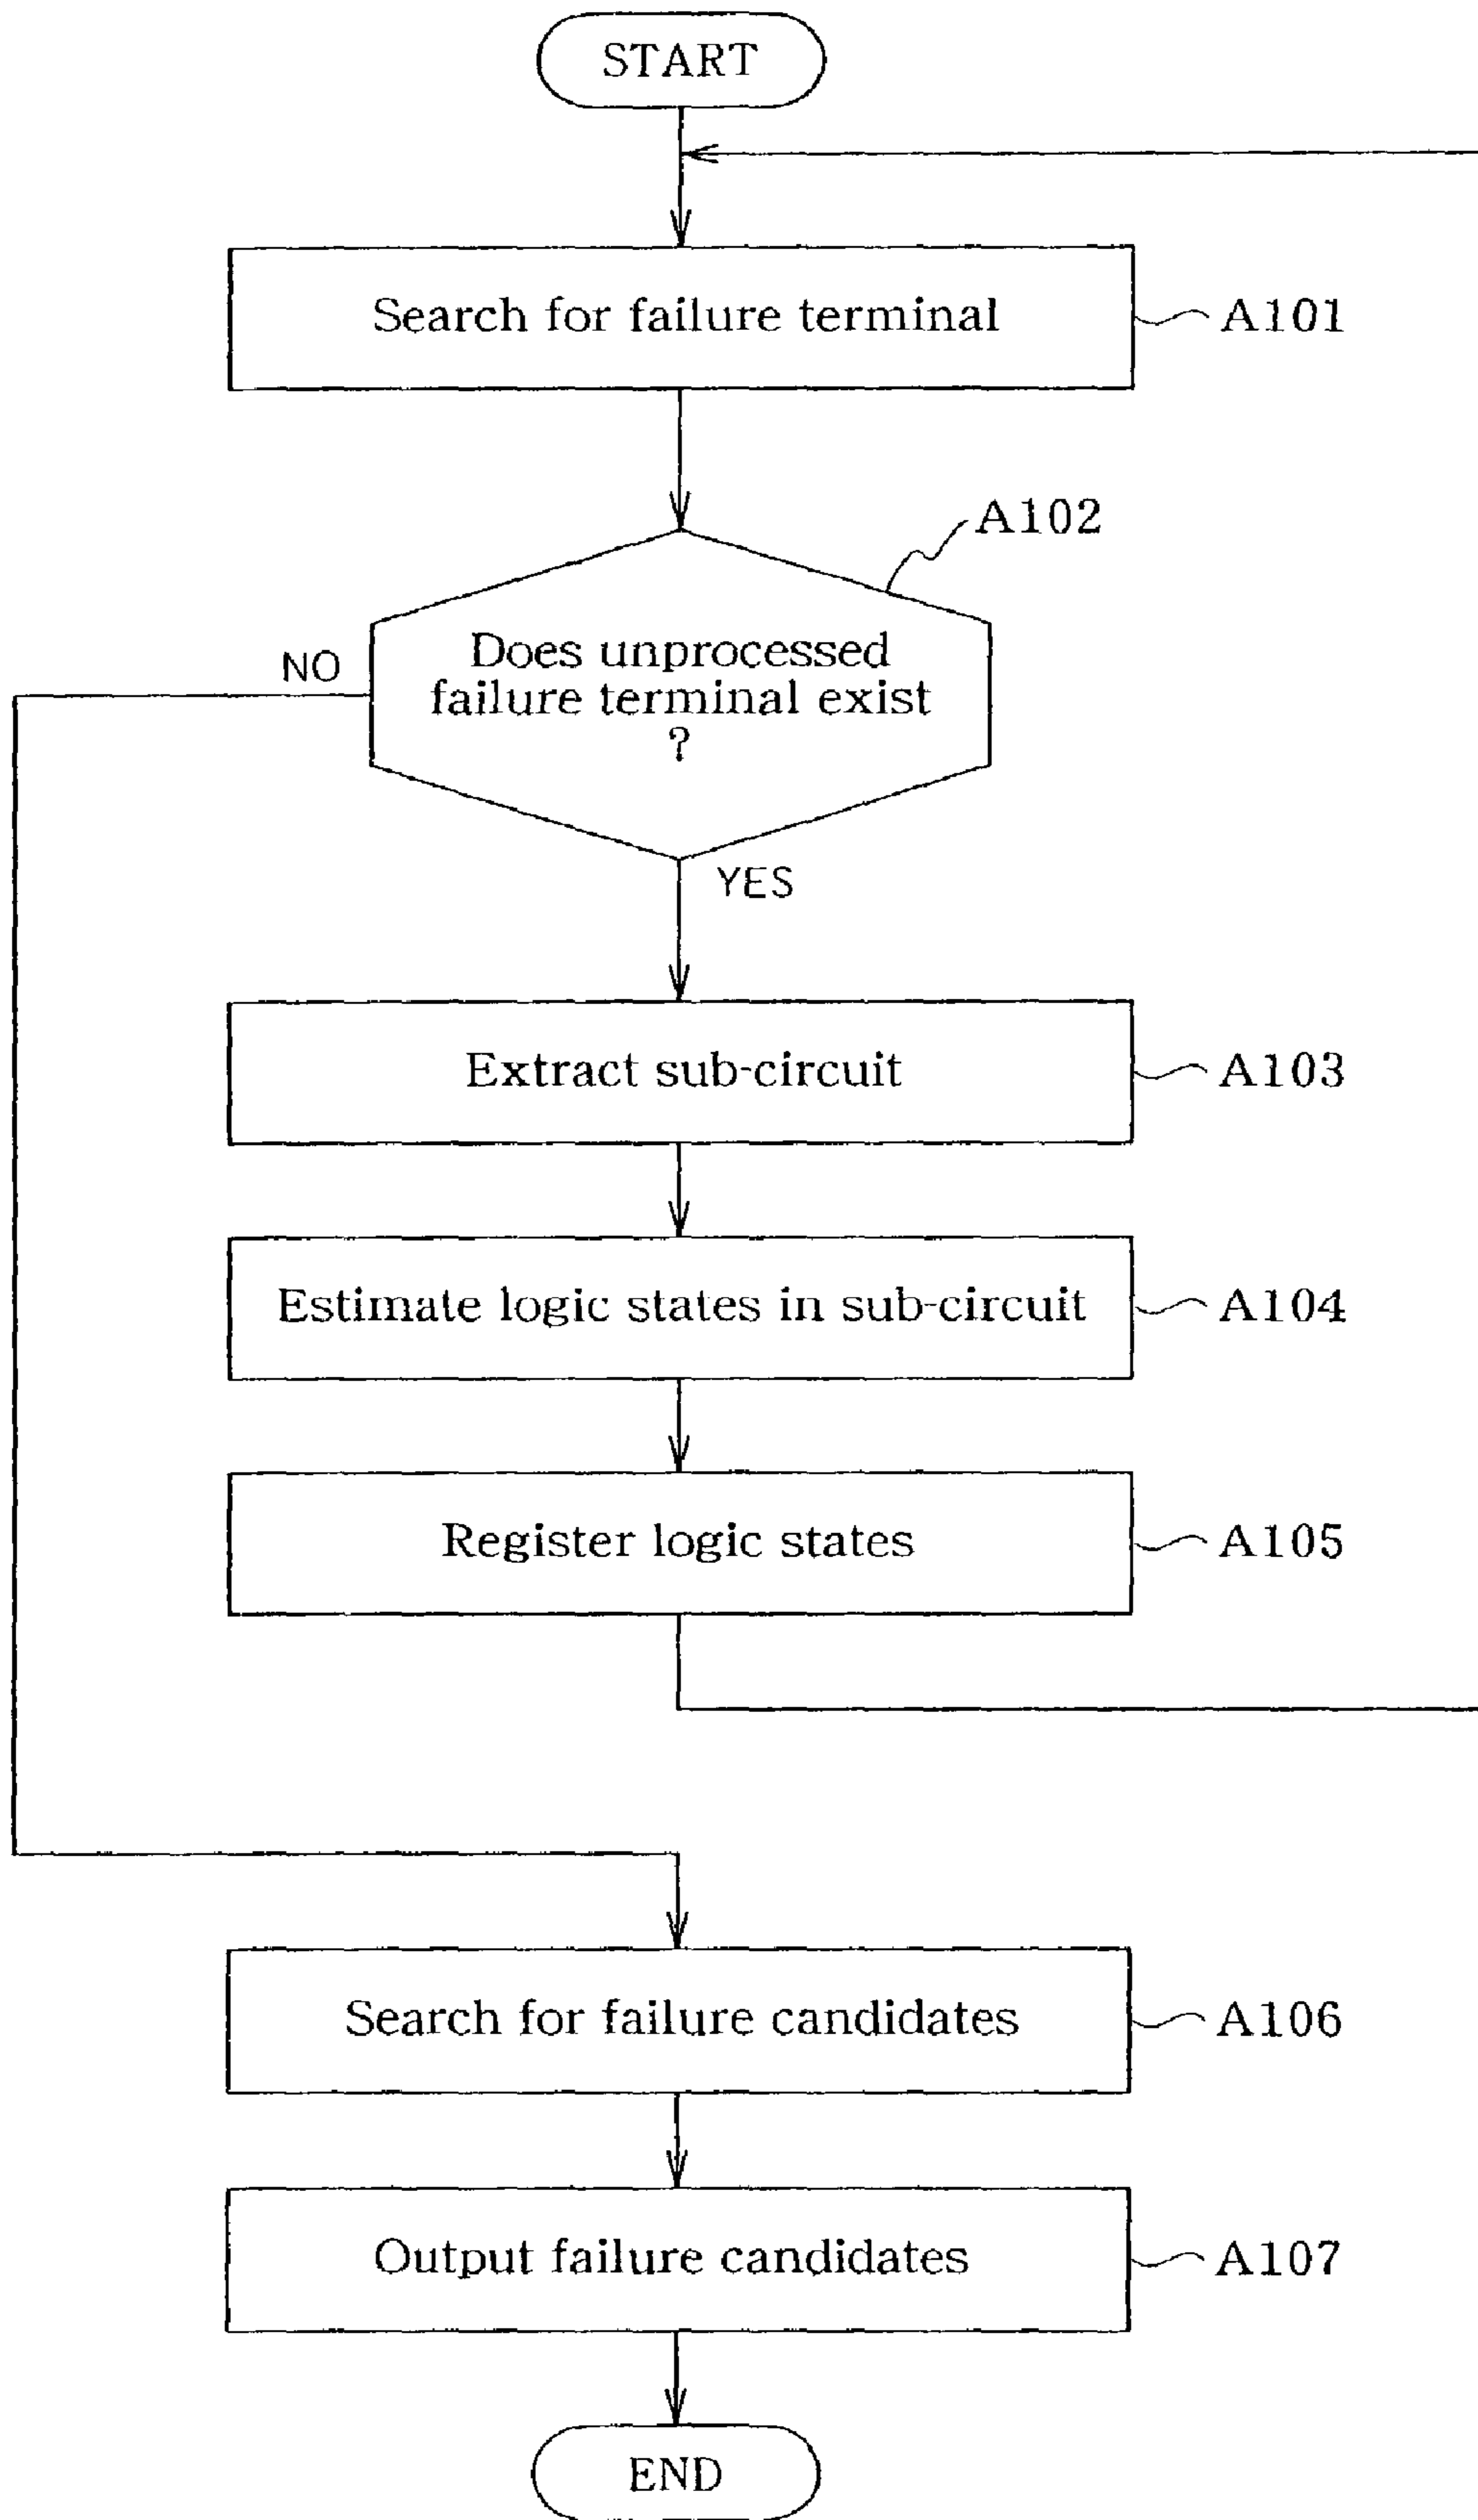 START
Search for failure terminal
A101
A102
Does unprocessed
failure terminal exist
?
NO
YES
Extract sub-circuit
A103
Estimate logic states in sub-circuit
A104
Register logic states
A105
Search for failure candidates
A106
Output failure candidates
A107
END